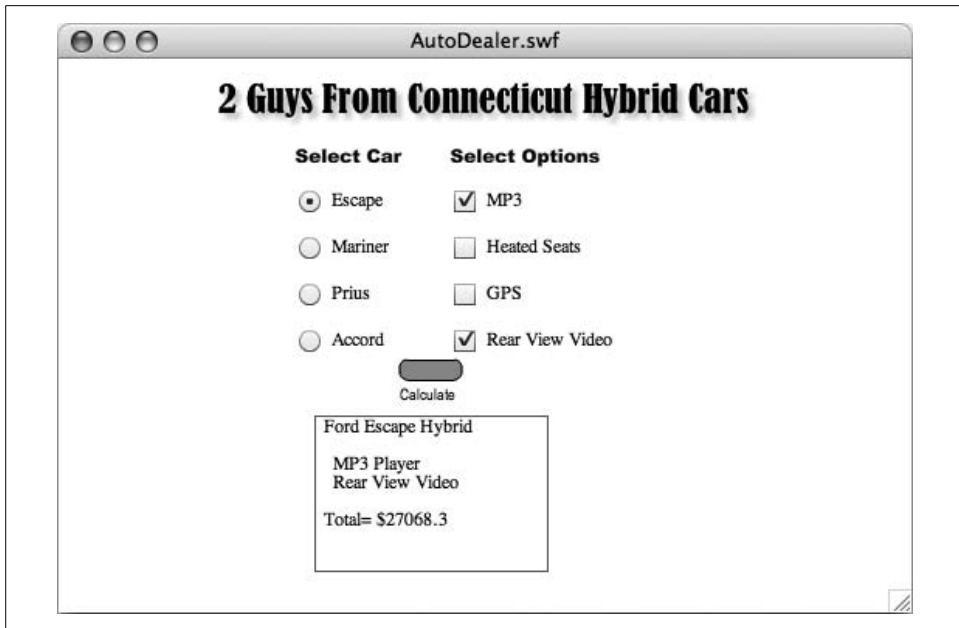 AutoDealer.swf
2 Guys From Connecticut Hybrid Cars
Select Car Select Options
Escape MP3
Mariner Heated Seats
Prius GPS
Accord Rear View Video
Calculate
Ford Escape Hybrid
MP3 Player
Rear View Video
Total= $27068.3